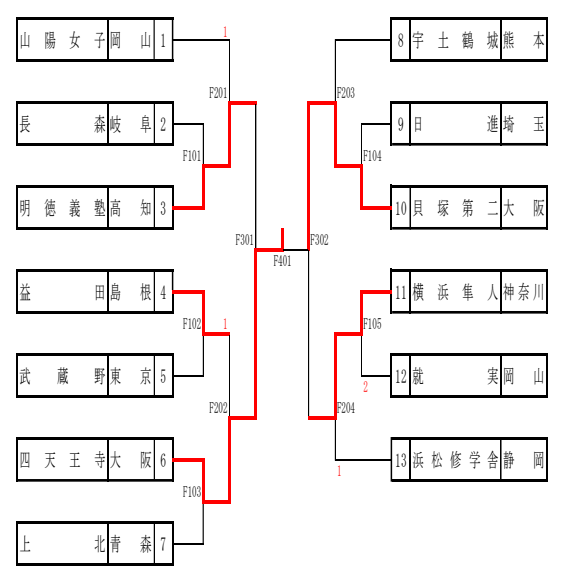 山陽女子 岡山 1
長森 岐阜 2
明徳義塾 高知 3
益田 島根 4
武蔵野 東京 5
四天王寺 大阪 6
上北 青森 7
1
F201
F101
F301
F102
1
F202
F103
F401
F203
F104
F302
F105
2
F204
1
8 宇土鶴城 熊本
9 日進 埼玉
10 貝塚第二 大阪
11 横浜隼人 神奈川
12 就実 岡山
13 浜松修学舎 静岡